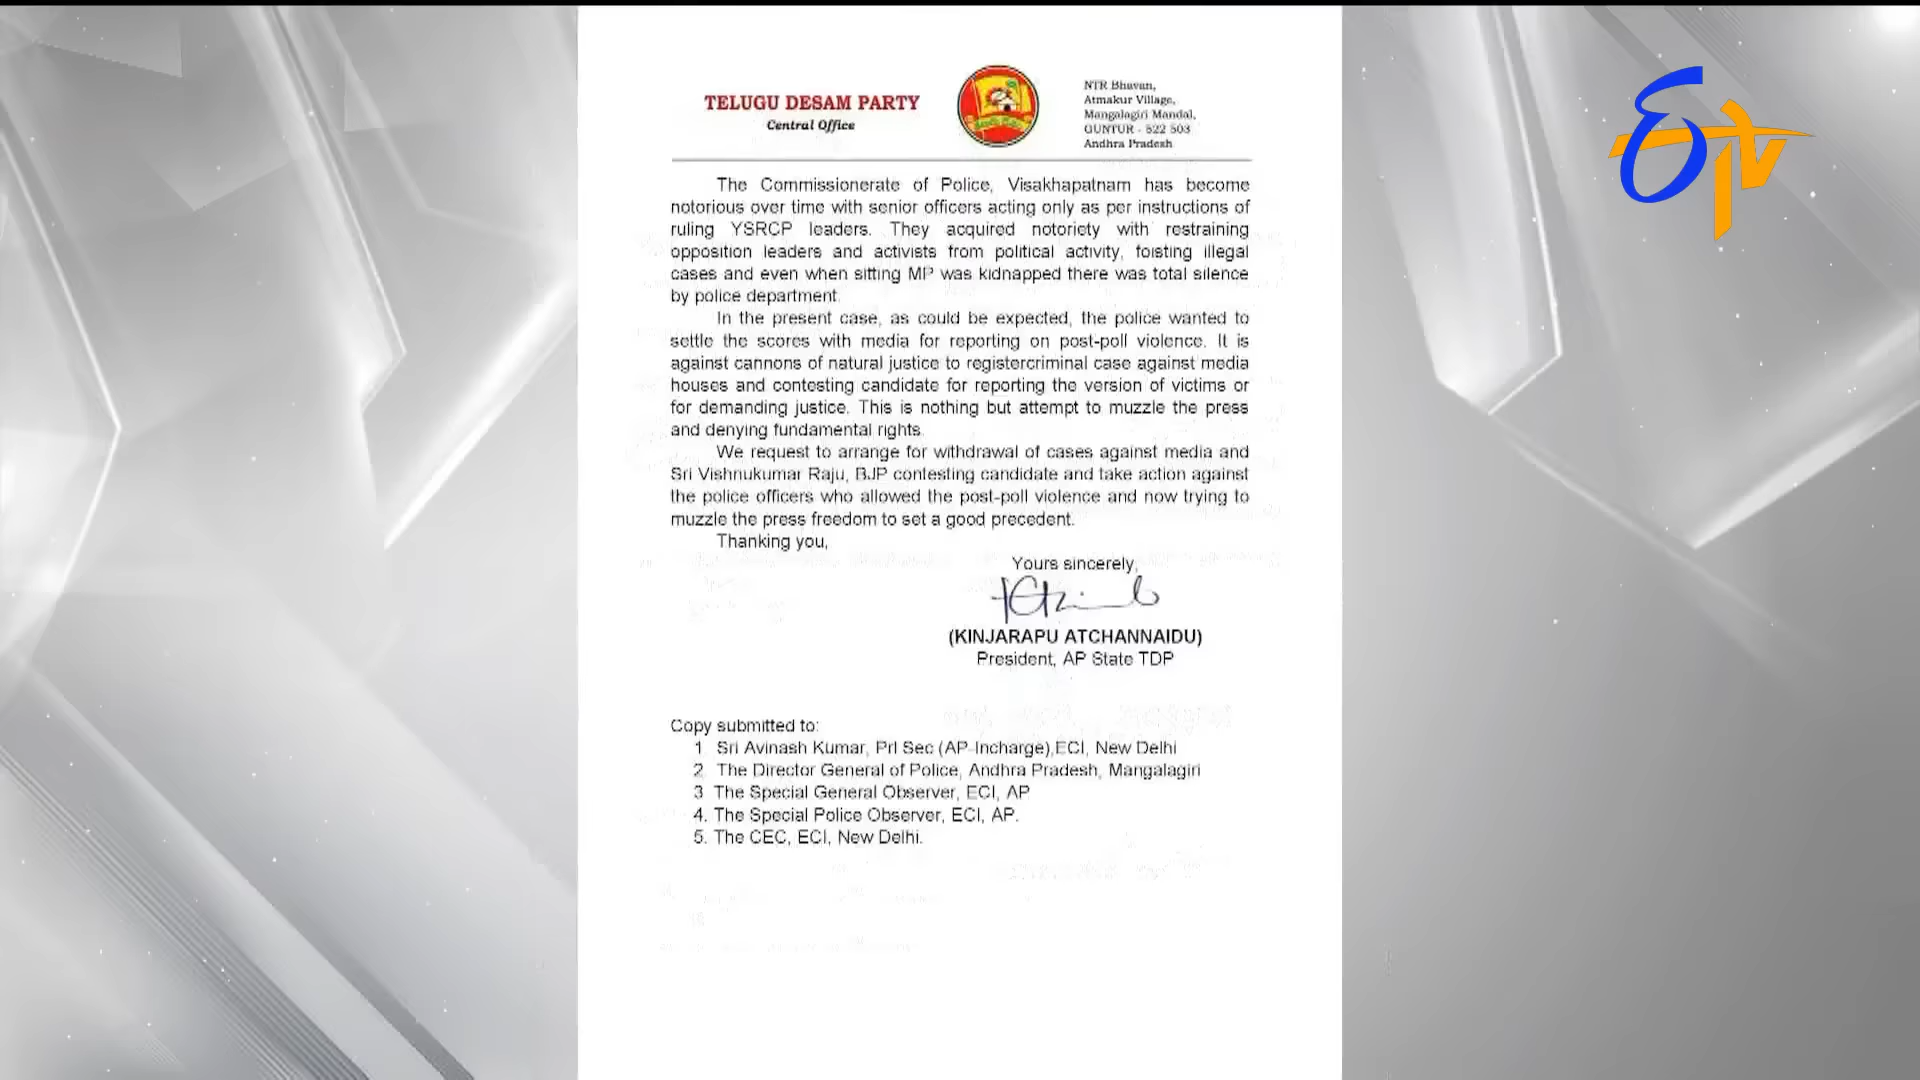 TELUGU DESAM PARTY
Central Office
NTR Bhavan,
Atmakur Village,
Mangalagiri Mandal,
GUNTUR - 522 503
Andhra Pradesh
ETV
The Commissionerate of Police, Visakhapatnam has become
notorious over time with senior officers acting only as per instructions of
ruling YSRCP leaders. They acquired notoriety with restraining
opposition leaders and activists from political activity, foisting illegal
cases and even when sitting MP was kidnapped there was total silence
by police department.
In the present case, as could be expected, the police wanted to
settle the scores with media for reporting on post-poll violence. It is
against cannons of natural justice to registercriminal case against media
houses and contesting candidate for reporting the version of victims or
for demanding justice. This is nothing but attempt to muzzle the press
and denying fundamental rights.
We request to arrange for withdrawal of cases against media and
Sri Vishnukumar Raju, BJP contesting candidate and take action against
the police officers who allowed the post-poll violence and now trying to
muzzle the press freedom to set a good precedent.
Thanking you,
Yours sincerely,
(KINJARAPU ATCHANNAIDU)
President, AP State TDP
Copy submitted to:
1. Sri Avinash Kumar, Prl Sec (AP-Incharge),ECI, New Delhi
2. The Director General of Police, Andhra Pradesh, Mangalagiri
3. The Special General Observer, ECI, AP
4. The Special Police Observer, ECI, AP.
5. The CEC, ECI, New Delhi.